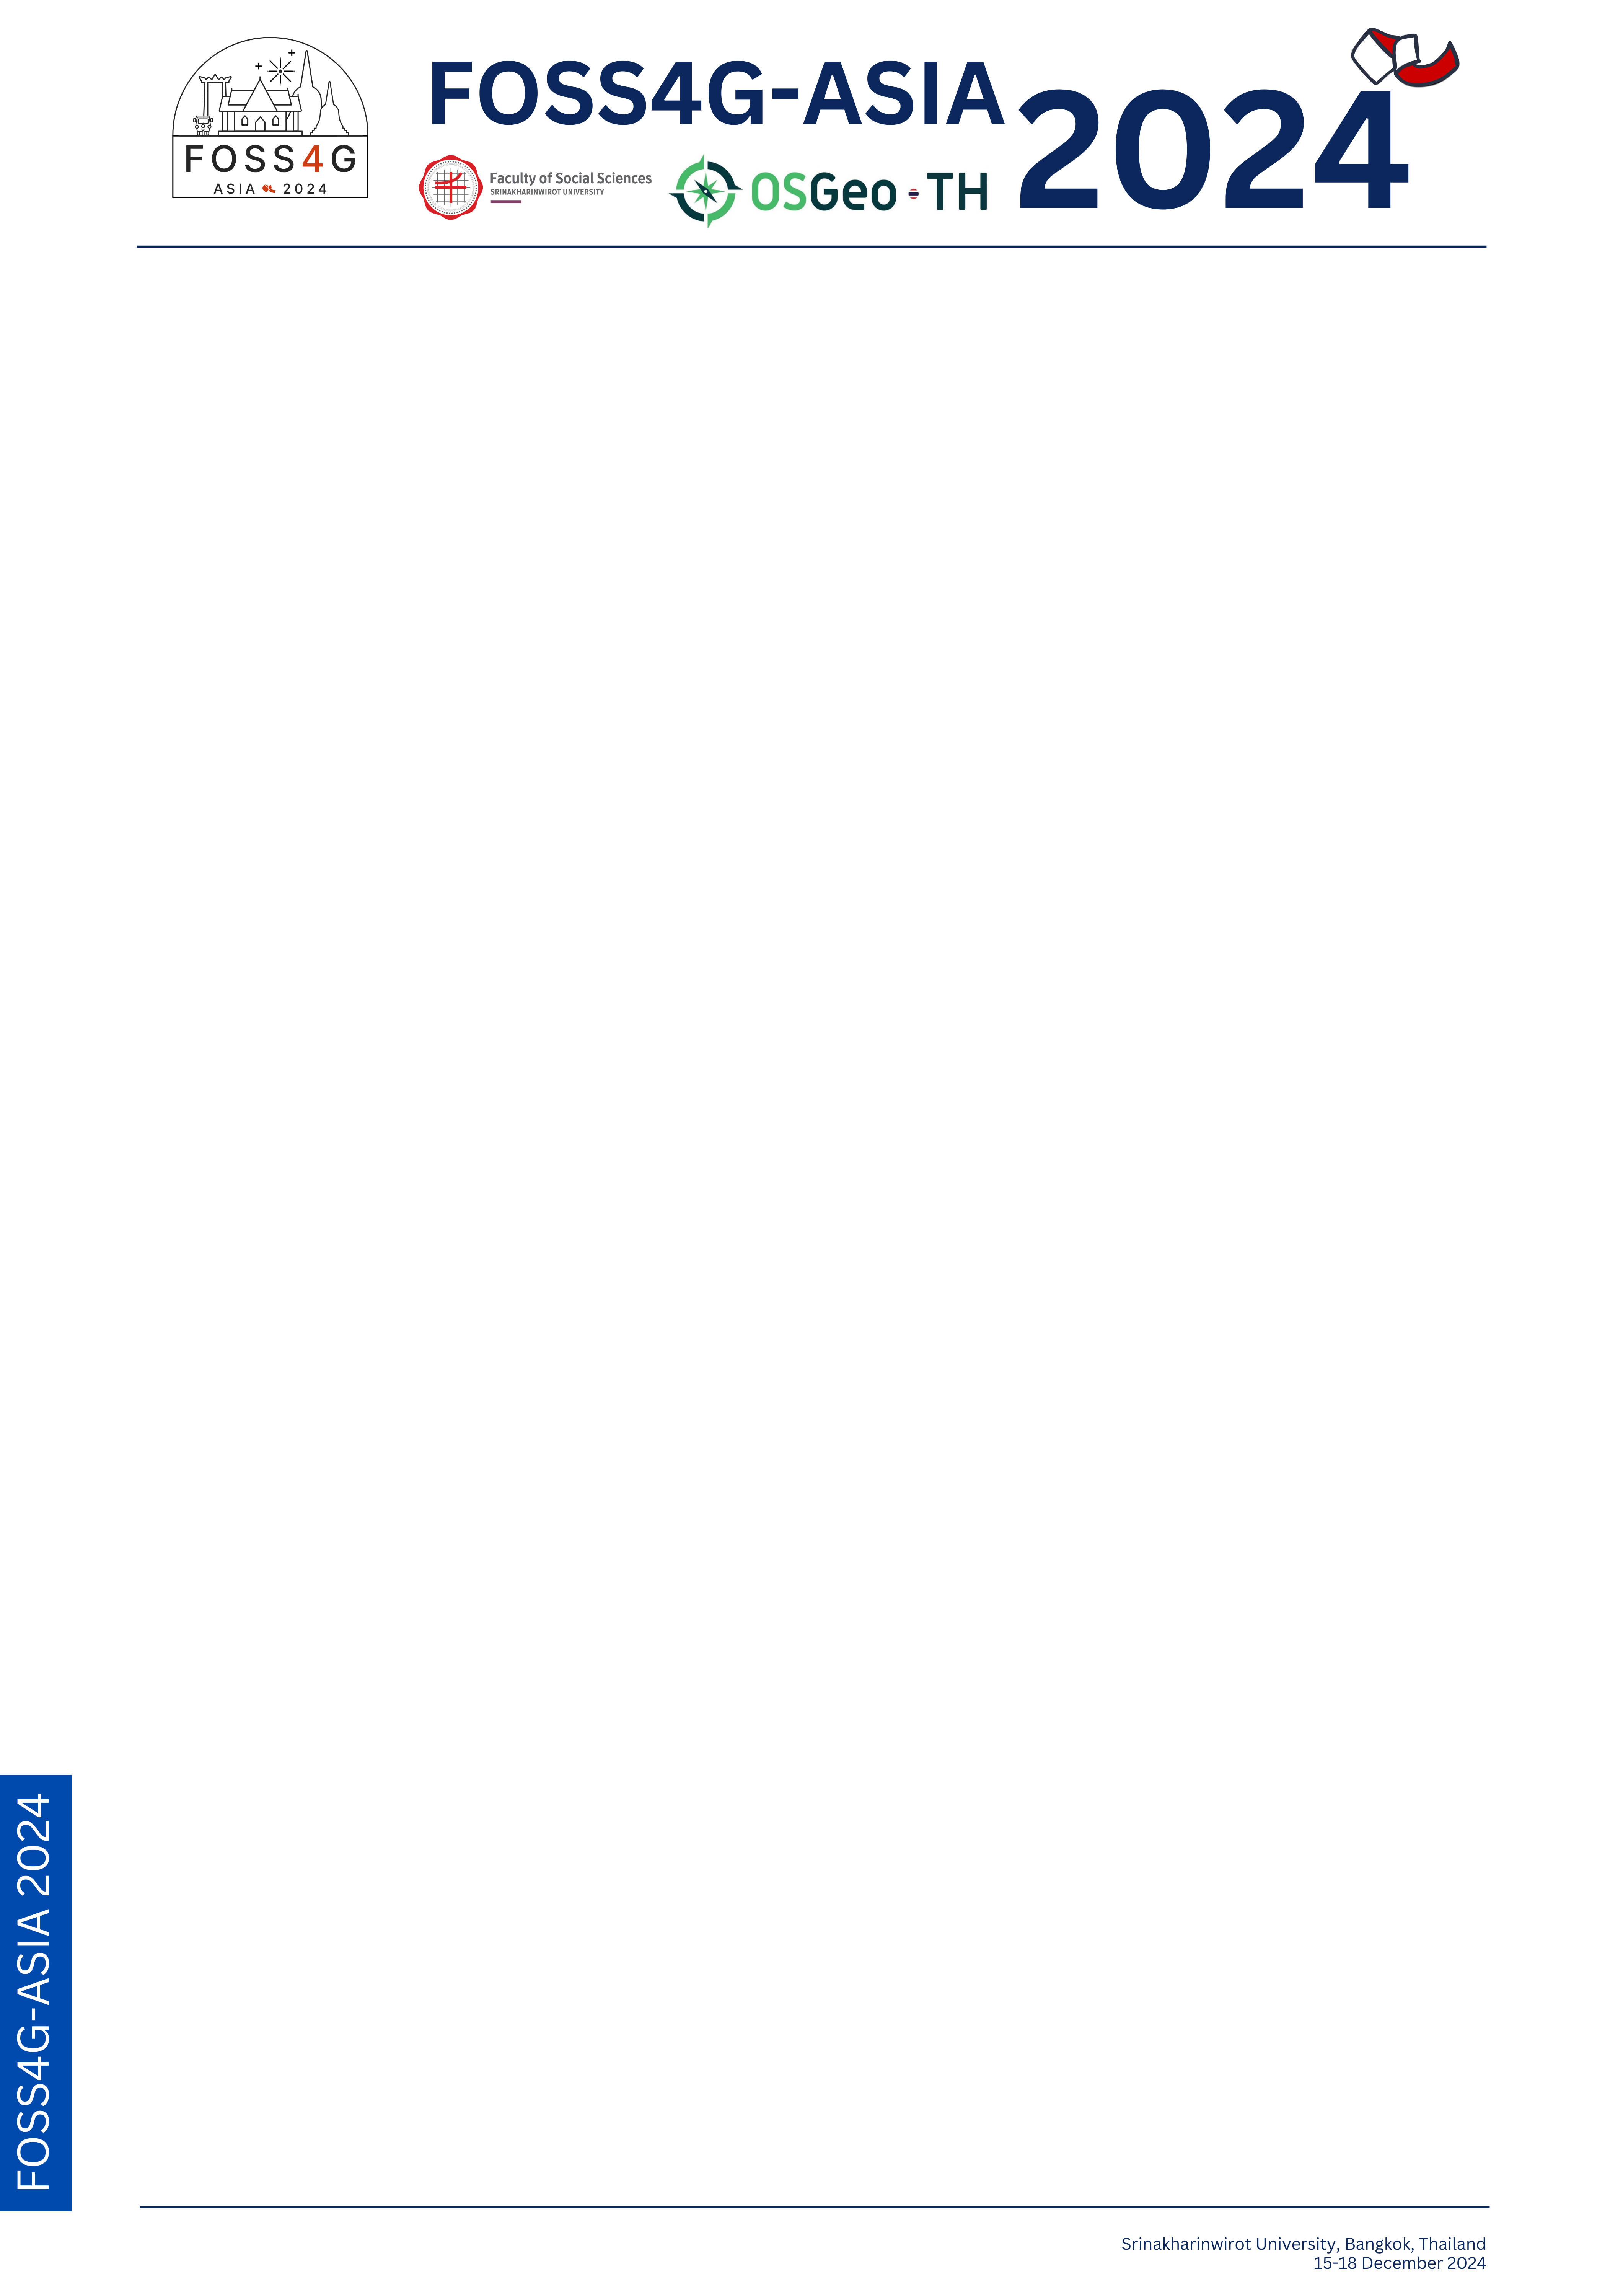 FOSS4G
ASIA 2024
FOSS4G-ASIA
2024
Faculty of Social Sciences
SRINAKHARINWIROT UNIVERSITY
OSGeo-TH
FOSS4G-ASIA 2024
Srinakharinwirot University, Bangkok, Thailand
15-18 December 2024